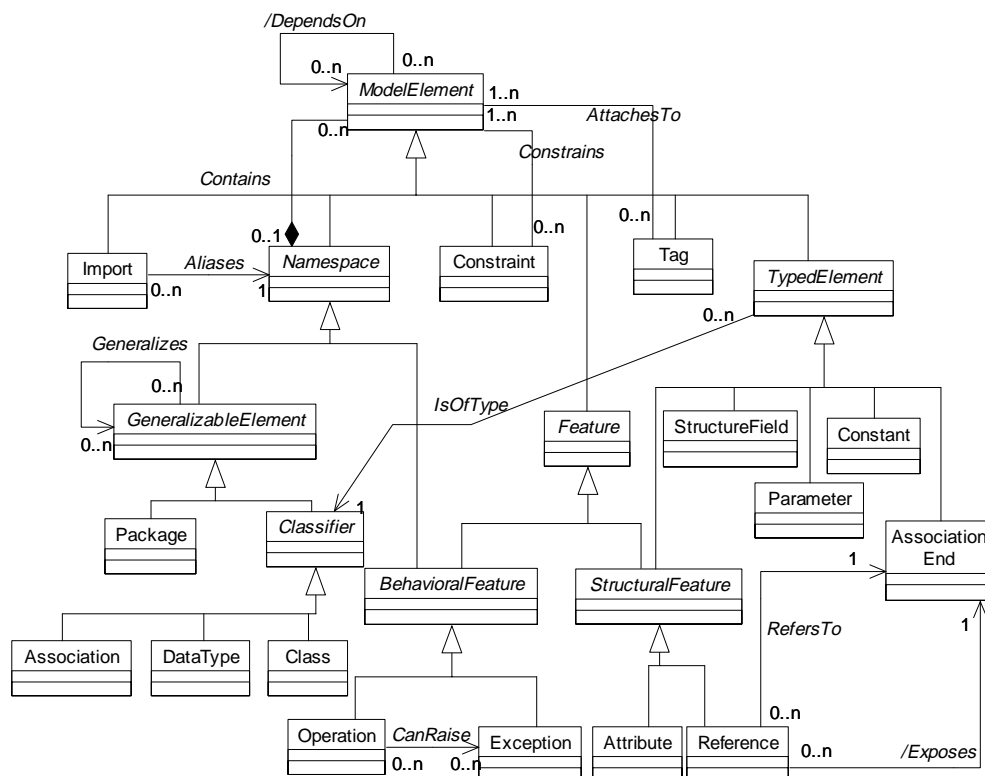 /DependsOn
0..n
0..n
ModelElement
1..n
0..n
1..n
AttachesTo
Constrains
Contains
0..1
0..n
0..n
Import
Aliases
Namespace
Constraint
Tag
TypedElement
0..n
1
0..n
Generalizes
0..n
IsOfType
GeneralizableElement
0..n
Feature
StructureField
Constant
Parameter
1
Package
Classifier
Association
End
BehavioralFeature
StructuralFeature
1
1
RefersTo
Association
DataType
Class
0..n
Operation
CanRaise
Exception
Attribute
Reference
0..n
0..n
0..n
/Exposes